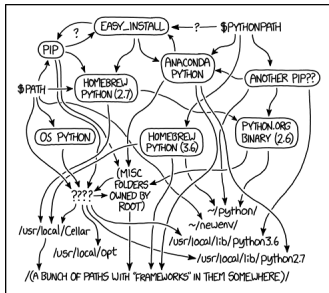 EASY_INSTALL
?
$PYTHONPATH
?
PIP
ANACONDA
PYTHON
ANOTHER PIP??
HOMEBREW
PYTHON (2.7)
$PATH
OS PYTHON
HOMEBREW
PYTHON (3.6)
PYTHON.ORG
BINARY (2.6)
(MISC
FOLDERS
OWNED BY
ROOT)
????
~/python/
~/newenv/
/usr/local/Cellar
/usr/local/lib/python3.6
/usr/local/opt
/usr/local/lib/python2.7
/(A BUNCH OF PATHS WITH "FRAMEWORKS" IN THEM SOMEWHERE)/